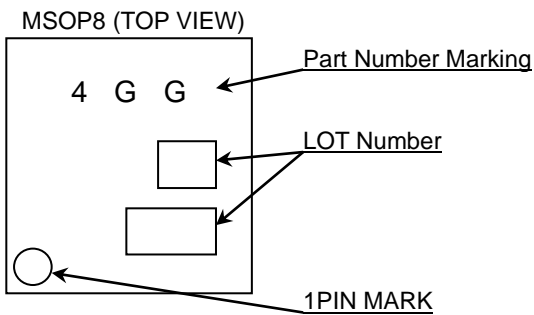 MSOP8 (TOP VIEW)
Part Number Marking
4 G G
LOT Number
1PIN MARK